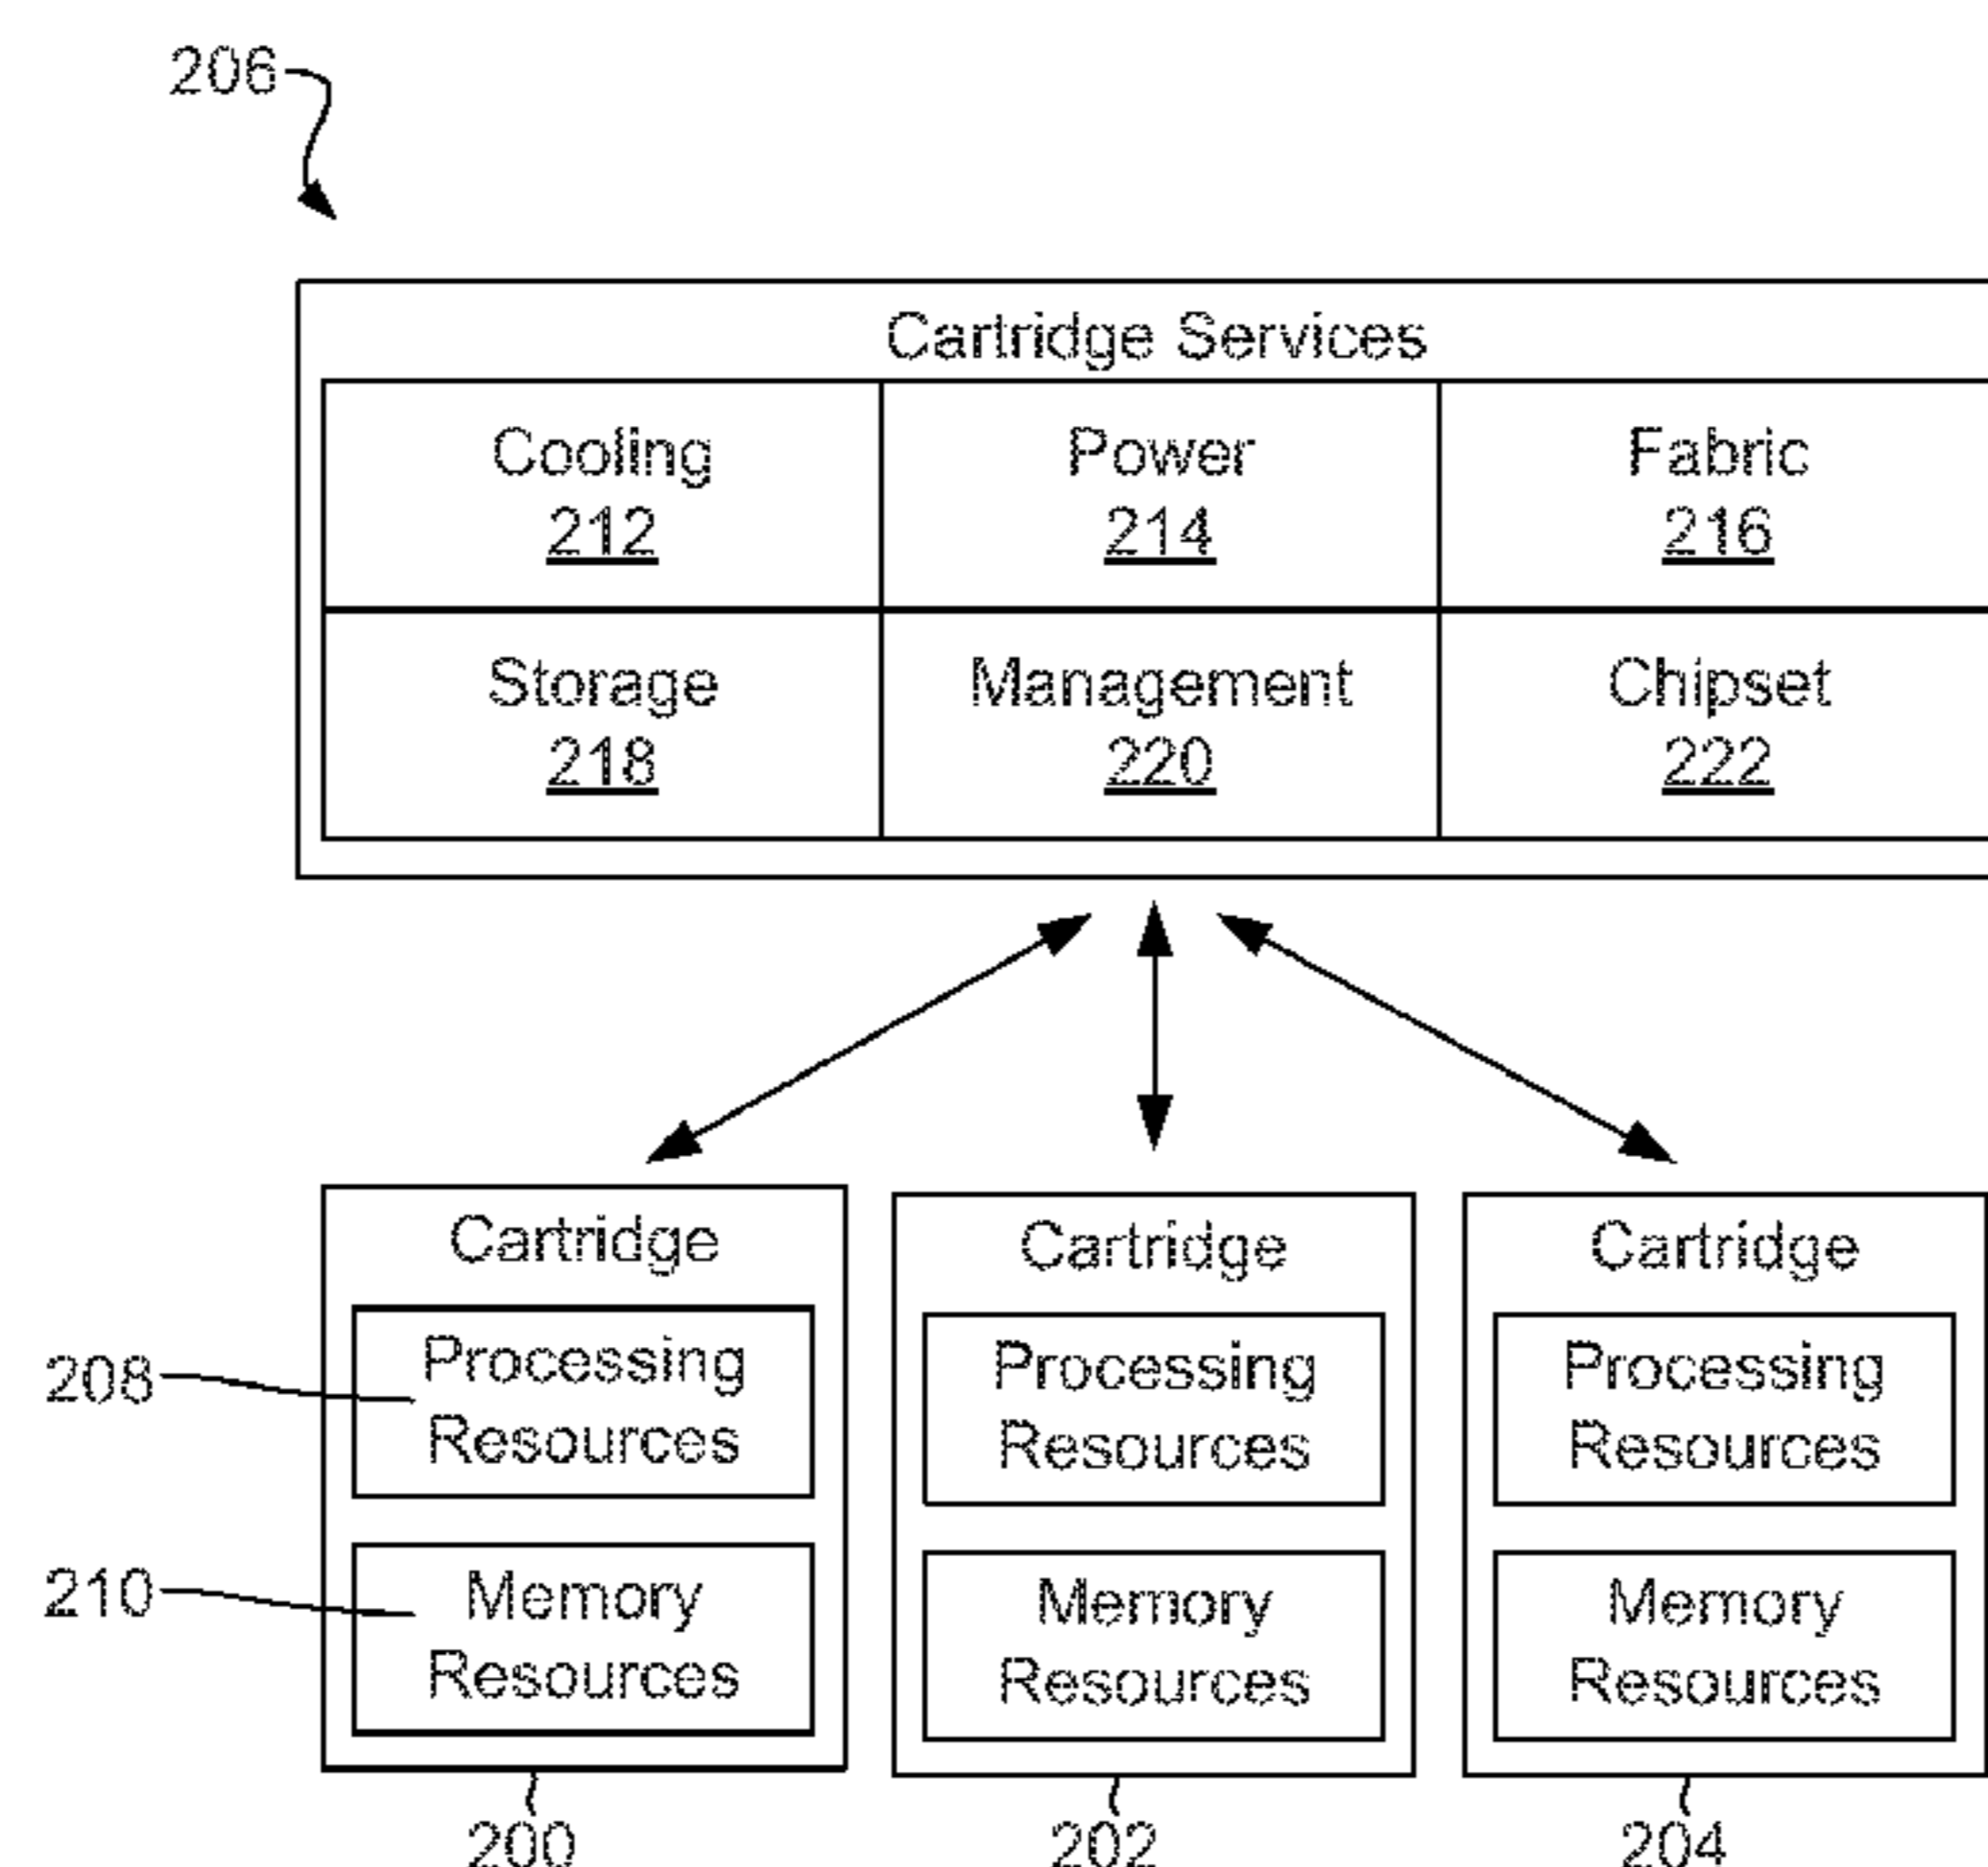 206
Cartridge Services
Cooling
212
Power
214
Fabric
216
Storage
218
Management
220
Chipset
222
Cartridge
Processing
Resources
Memory
Resources
208
210
200
Cartridge
Processing
Resources
Memory
Resources
202
Cartridge
Processing
Resources
Memory
Resources
204